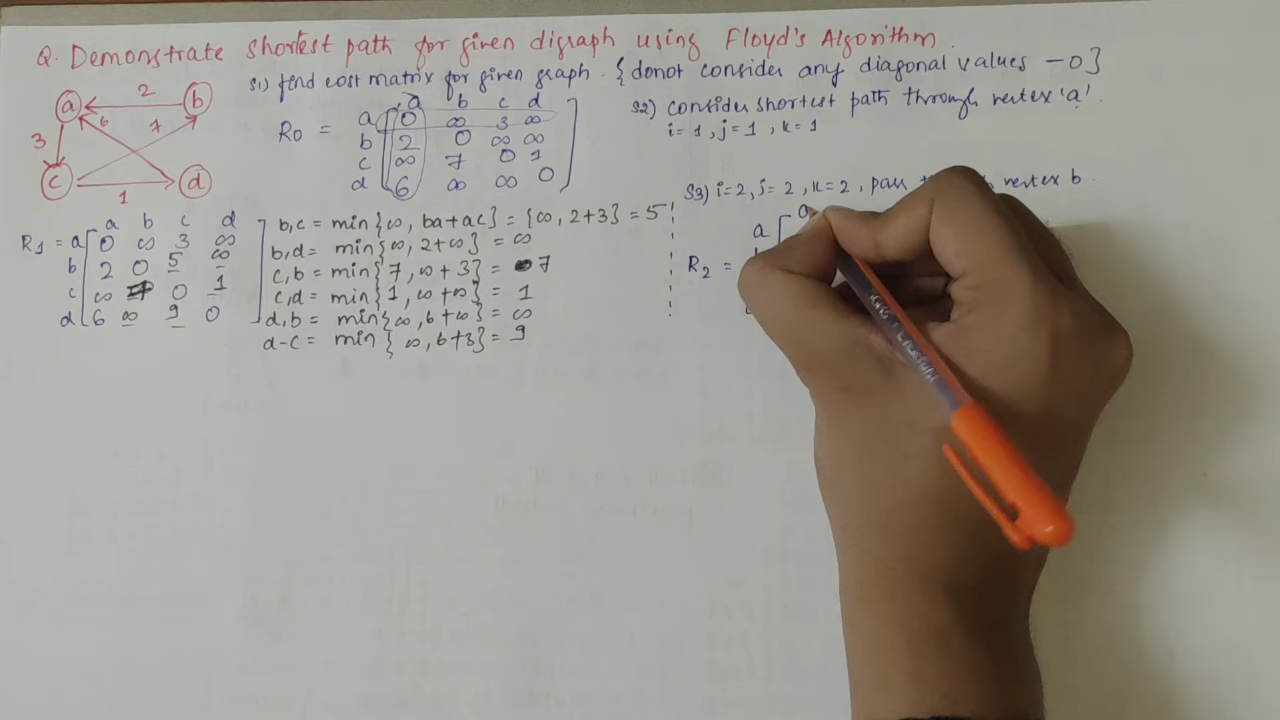 Q. Demonstrate shortest path for given digraph using Floyd's Algorithm.
S1) find cost matrix for given graph. {donot consider any diagonal values - 0}
a 2 b
3 6 7
c 1 d
a b c d
R0 = a 0 ∞ 3 ∞
b 2 0 ∞ ∞
c ∞ 7 0 1
d 6 ∞ ∞ 0
S2) consider shortest path through vertex 'a'.
i=1, j=1, k=1
a b c d
R1 = a 0 ∞ 3 ∞
b 2 0 5 ∞
c ∞ 7 0 1
d 6 ∞ 9 0
b,c = min {∞, ba+ac} = {∞, 2+3} = 5
b,d = min {∞, 2+∞} = ∞
c,b = min {7, ∞+3} = 7
c,d = min {1, ∞+∞} = 1
d,b = min {∞, 6+∞} = ∞
d-c = min {∞, 6+3} = 9
S3) i=2, j=2, k=2, pass vertex b.
a
a
R2 =